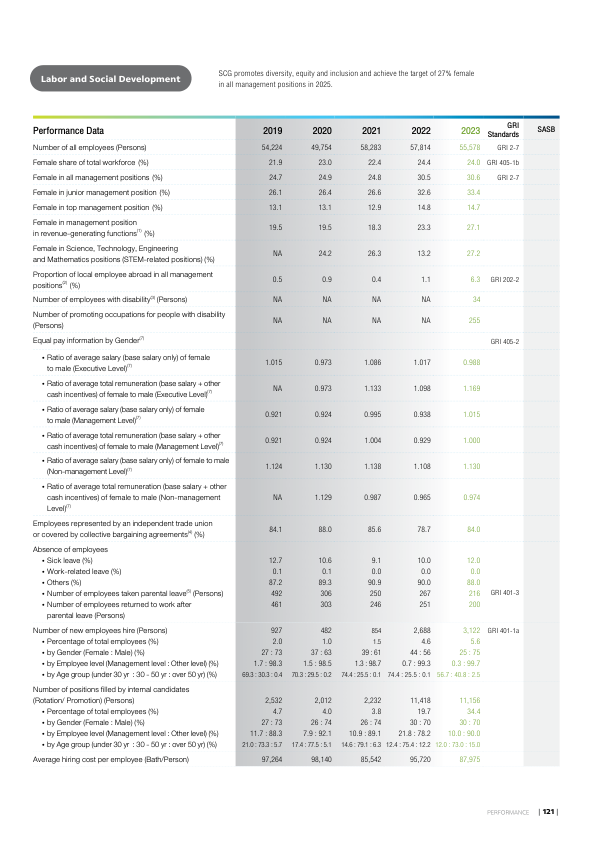 Labor and Social Development
SCG promotes diversity, equity and inclusion and achieve the target of 27% female
in all management positions in 2025.
Performance Data 2019 2020 2021 2022 2023 GRI Standards SASB
Number of all employees (Persons) 54,224 49,754 58,283 57,814 55,578 GRI 2-7
Female share of total workforce (%) 21.9 23.0 22.4 24.4 24.0 GRI 405-1b
Female in all management positions (%) 24.7 24.9 24.8 30.5 30.6 GRI 2-7
Female in junior management position (%) 26.1 26.4 26.6 32.6 33.4
Female in top management position (%) 13.1 13.1 12.9 14.8 14.7
Female in management position
in revenue-generating functions(1) (%) 19.5 19.5 18.3 23.3 27.1
Female in Science, Technology, Engineering
and Mathematics positions (STEM-related positions) (%) NA 24.2 26.3 13.2 27.2
Proportion of local employee abroad in all management
positions(2) (%) 0.5 0.9 0.4 1.1 6.3 GRI 202-2
Number of employees with disability(3) (Persons) NA NA NA NA 34
Number of promoting occupations for people with disability
(Persons) NA NA NA NA 255
Equal pay information by Gender(7) GRI 405-2
• Ratio of average salary (base salary only) of female
to male (Executive Level)(7) 1.015 0.973 1.086 1.017 0.988
• Ratio of average total remuneration (base salary + other
cash incentives) of female to male (Executive Level)(7) NA 0.973 1.133 1.098 1.169
• Ratio of average salary (base salary only) of female
to male (Management Level)(7) 0.921 0.924 0.995 0.938 1.015
• Ratio of average total remuneration (base salary + other
cash incentives) of female to male (Management Level)(7) 0.921 0.924 1.004 0.929 1.000
• Ratio of average salary (base salary only) of female to male
(Non-management Level)(7) 1.124 1.130 1.138 1.108 1.130
• Ratio of average total remuneration (base salary + other
cash incentives) of female to male (Non-management
Level)(7) NA 1.129 0.987 0.965 0.974
Employees represented by an independent trade union
or covered by collective bargaining agreements(4) (%) 84.1 88.0 85.6 78.7 84.0
Absence of employees
• Sick leave (%) 12.7 10.6 9.1 10.0 12.0
• Work-related leave (%) 0.1 0.1 0.0 0.0 0.0
• Others (%) 87.2 89.3 90.9 90.0 88.0
• Number of employees taken parental leave(5) (Persons) 492 306 250 267 216 GRI 401-3
• Number of employees returned to work after
parental leave (Persons) 461 303 246 251 200
Number of new employees hire (Persons) 927 482 854 2,688 3,122 GRI 401-1a
• Percentage of total employees (%) 2.0 1.0 1.5 4.6 5.6
• by Gender (Female : Male) (%) 27 : 73 37 : 63 39 : 61 44 : 56 25 : 75
• by Employee level (Management level : Other level) (%) 1.7 : 98.3 1.5 : 98.5 1.3 : 98.7 0.7 : 99.3 0.3 : 99.7
• by Age group (under 30 yr : 30 - 50 yr : over 50 yr) (%) 69.3 : 30.3 : 0.4 70.3 : 29.5 : 0.2 74.4 : 25.5 : 0.1 74.4 : 25.5 : 0.1 56.7 : 40.8 : 2.5
Number of positions filled by internal candidates
(Rotation/ Promotion) (Persons) 2,532 2,012 2,232 11,418 11,156
• Percentage of total employees (%) 4.7 4.0 3.8 19.7 34.4
• by Gender (Female : Male) (%) 27 : 73 26 : 74 26 : 74 30 : 70 30 : 70
• by Employee level (Management level : Other level) (%) 11.7 : 88.3 7.9 : 92.1 10.9 : 89.1 21.8 : 78.2 10.0 : 90.0
• by Age group (under 30 yr : 30 - 50 yr : over 50 yr) (%) 21.0 : 73.3 : 5.7 17.4 : 77.5 : 5.1 14.6 : 79.1 : 6.3 12.4 : 75.4 : 12.2 12.0 : 73.0 : 15.0
Average hiring cost per employee (Bath/Person) 97,264 98,140 85,542 95,720 87,975
PERFORMANCE | 121 |